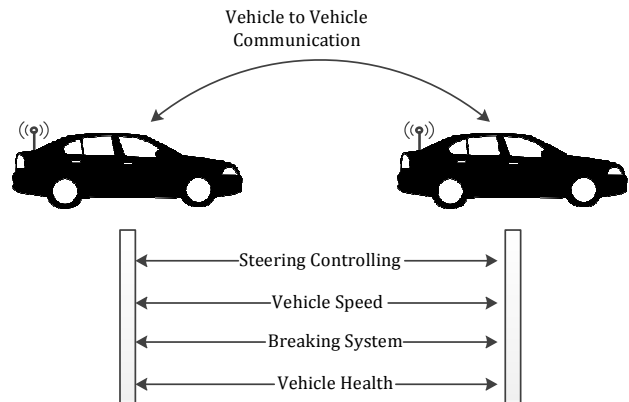 Vehicle to Vehicle
Communication
Steering Controlling
Vehicle Speed
Breaking System
Vehicle Health